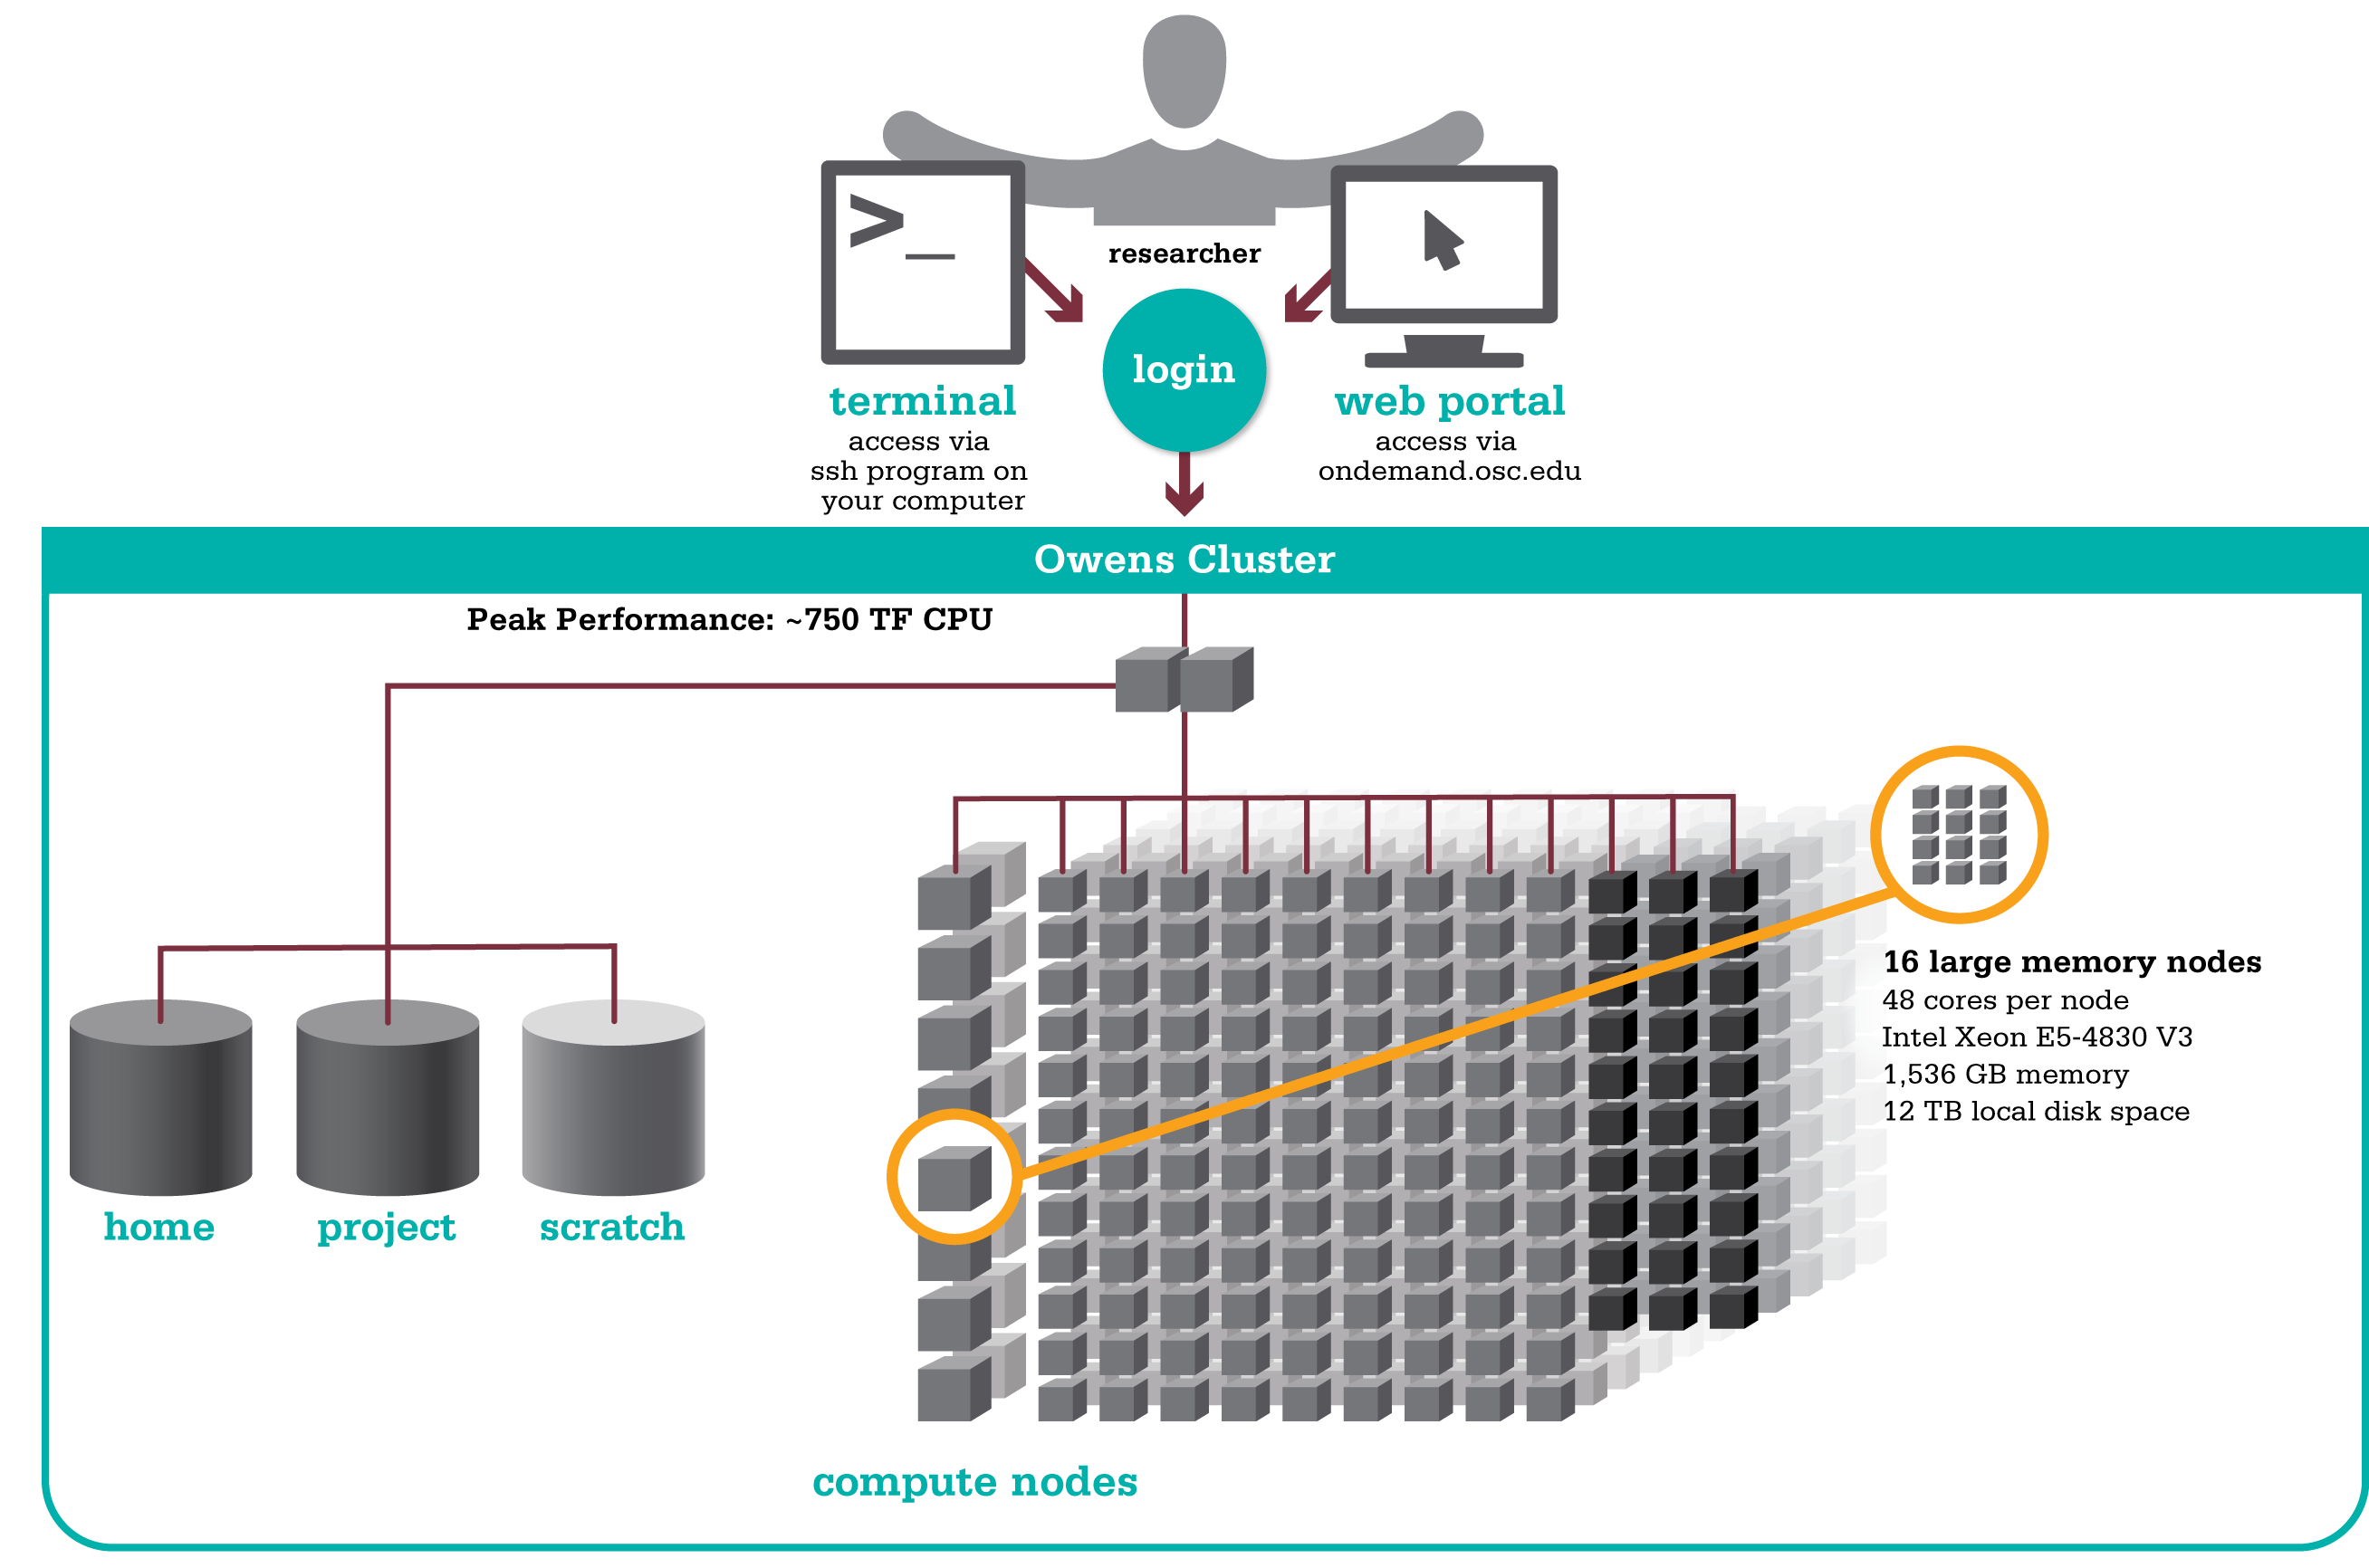 >_
researcher
login
terminal
access via
ssh program on
your computer
web portal
access via
ondemand.osc.edu
Owens Cluster
Peak Performance: ~750 TF CPU
16 large memory nodes
48 cores per node
Intel Xeon E5-4830 V3
1,536 GB memory
12 TB local disk space
home
project
scratch
compute nodes